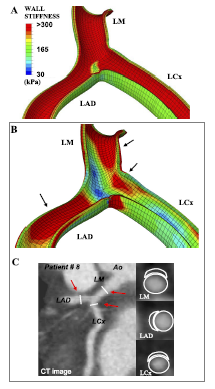 A
WALL
STIFFNESS
>300
165
30
(kPa)
LM
LCx
LAD
B
LM
LCx
LAD
C
Patient # 8
Ao
LM
LAD
LCx
CT image
LM
LAD
LCx